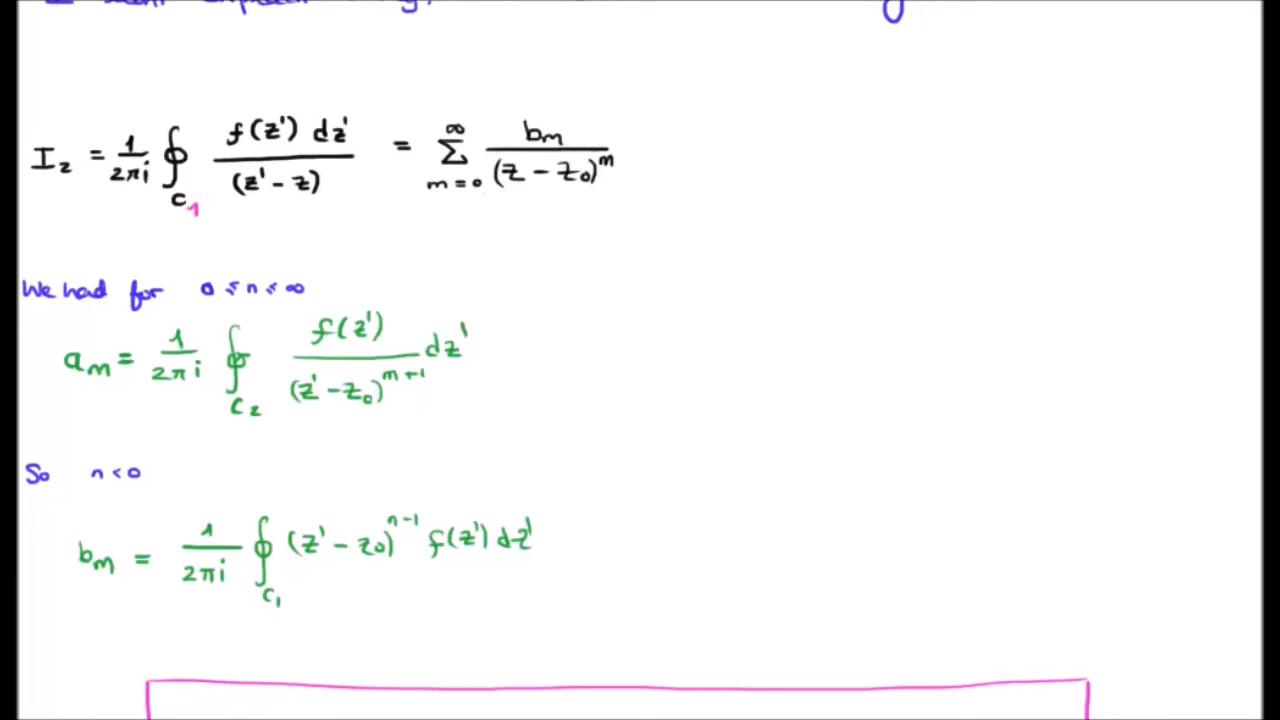 I_z = 1/2πi ∮_{C_1} f(z') dz' / (z' - z) = Σ_{m=0}^{∞} b_m / (z - z_0)^m
We had for 0 ≤ n ≤ ∞
a_m = 1/2πi ∮_{C_2} f(z') / (z' - z_0)^{m+1} dz'
So n < 0
b_m = 1/2πi ∮_{C_1} (z' - z_0)^{n-1} f(z') dz'